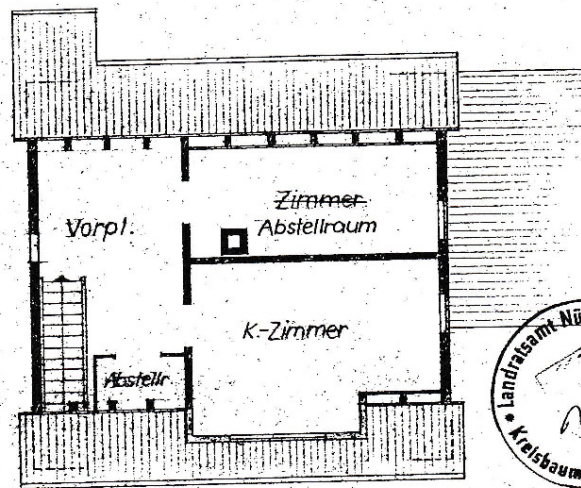 Zimmer
Abstellraum
Vorpl.
K.-Zimmer
Abstellr.
Landratsamt Nü
Kreisbaum